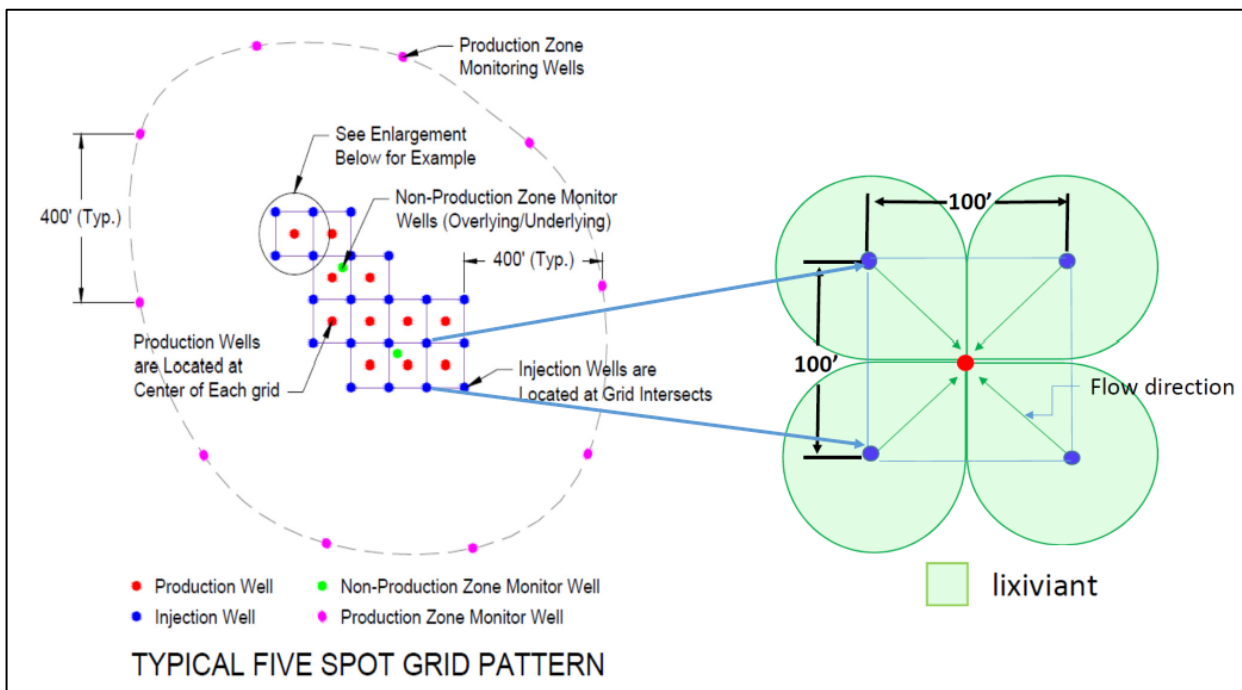 Production Zone
Monitoring Wells
See Enlargement
Below for Example
Non-Production Zone Monitor
Wells (Overlying/Underlying)
400' (Typ.)
400' (Typ.)
Production Wells
are Located at
Center of Each grid
Injection Wells are
Located at Grid Intersects
100'
100'
Flow direction
lixiviant
Production Well
Non-Production Zone Monitor Well
Injection Well
Production Zone Monitor Well
TYPICAL FIVE SPOT GRID PATTERN